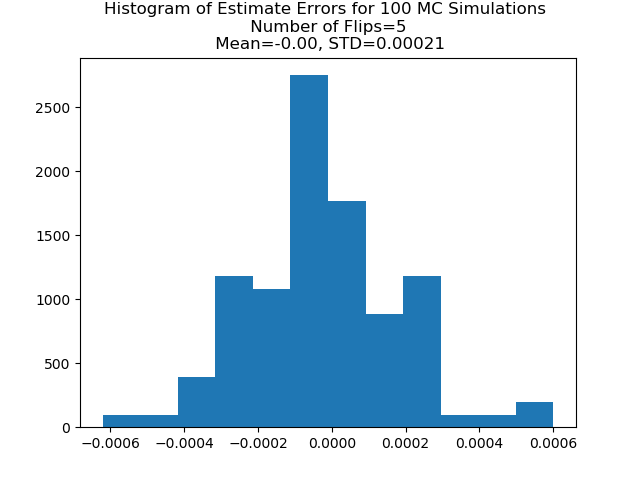 Histogram of Estimate Errors for 100 MC Simulations
Number of Flips=5
Mean=-0.00, STD=0.00021
2500
2000
1500
1000
500
0
−0.0006 −0.0004 −0.0002 0.0000 0.0002 0.0004 0.0006